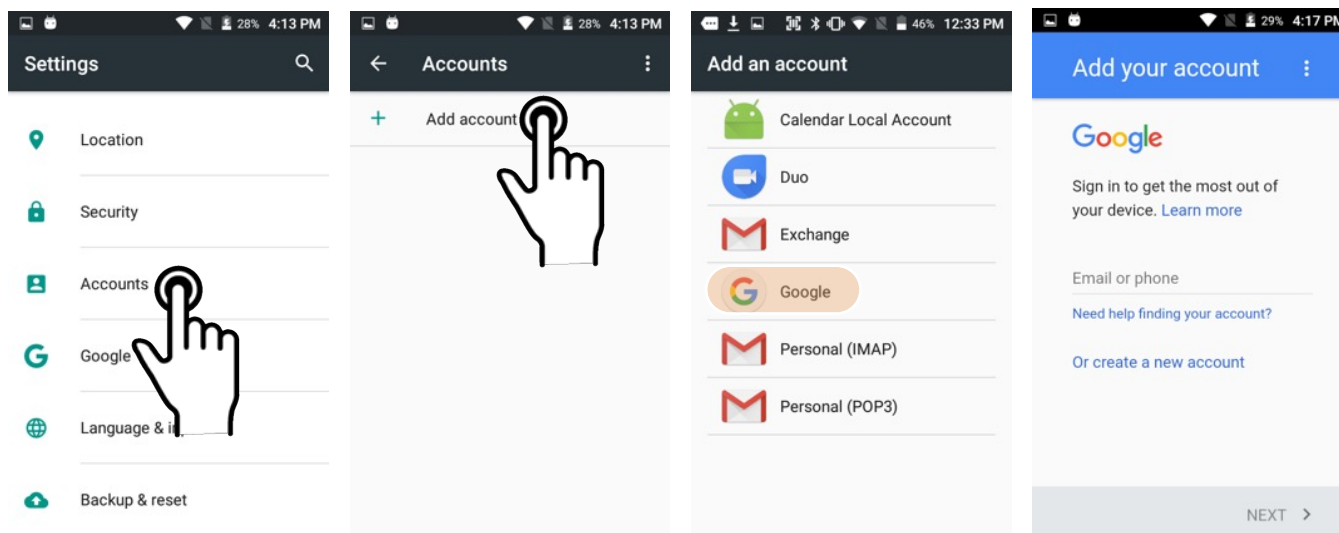 28% 4:13 PM
Settings
Location
Security
Accounts
Google
Language &
Backup & reset
28% 4:13 PM
Accounts
Add account
46% 12:33 PM
Add an account
Calendar Local Account
Duo
Exchange
Google
Personal (IMAP)
Personal (POP3)
29% 4:17 PM
Add your account
Google
Sign in to get the most out of
your device. Learn more
Email or phone
Need help finding your account?
Or create a new account
NEXT